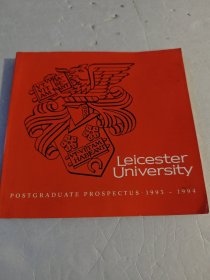 Leicester
University
POSTGRADUATE PROSPECTUS · 1993 - 1994